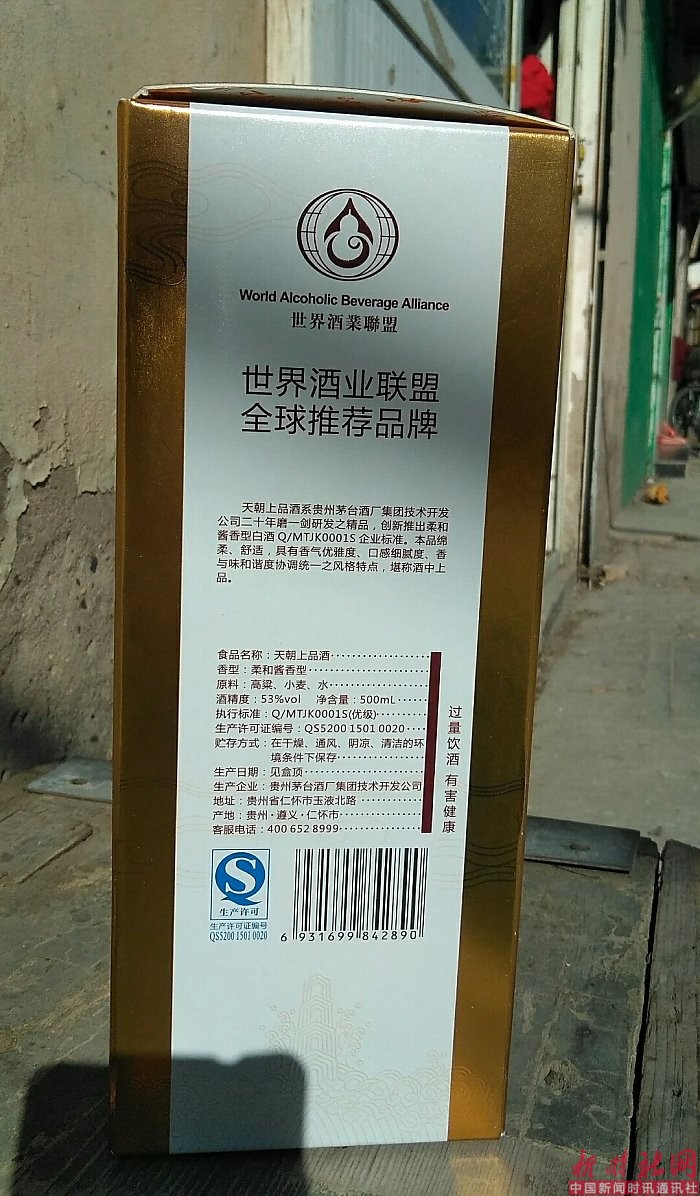 World Alcoholic Beverage Alliance
世界酒業聯盟
世界酒业联盟
全球推荐品牌
天朝上品酒系贵州茅台酒厂集团技术开发
公司二十年磨一剑研发之精品，创新推出柔和
酱香型白酒 Q/MTJK0001S 企业标准。本品绵
柔、舒适，具有香气优雅度、口感细腻度、香
与味和谐度协调统一之风格特点，堪称酒中上
品。
食品名称：天朝上品酒
香型：柔和酱香型
原料：高粱、小麦、水
酒精度：53%vol 净含量：500mL
执行标准：Q/MTJK0001S(优级)
生产许可证编号：QS5200 1501 0020
贮存方式：在干燥、通风、阴凉、清洁的环
境条件下保存
生产日期：见盒顶
生产企业：贵州茅台酒厂集团技术开发公司
地址：贵州省仁怀市玉液北路
产地：贵州·遵义·仁怀市
客服电话：400 652 8999
过量饮酒 有害健康
QS
生产许可
生产许可证编号
QS5200 1501 0020
6 931699 842890
中国新闻时讯通讯社